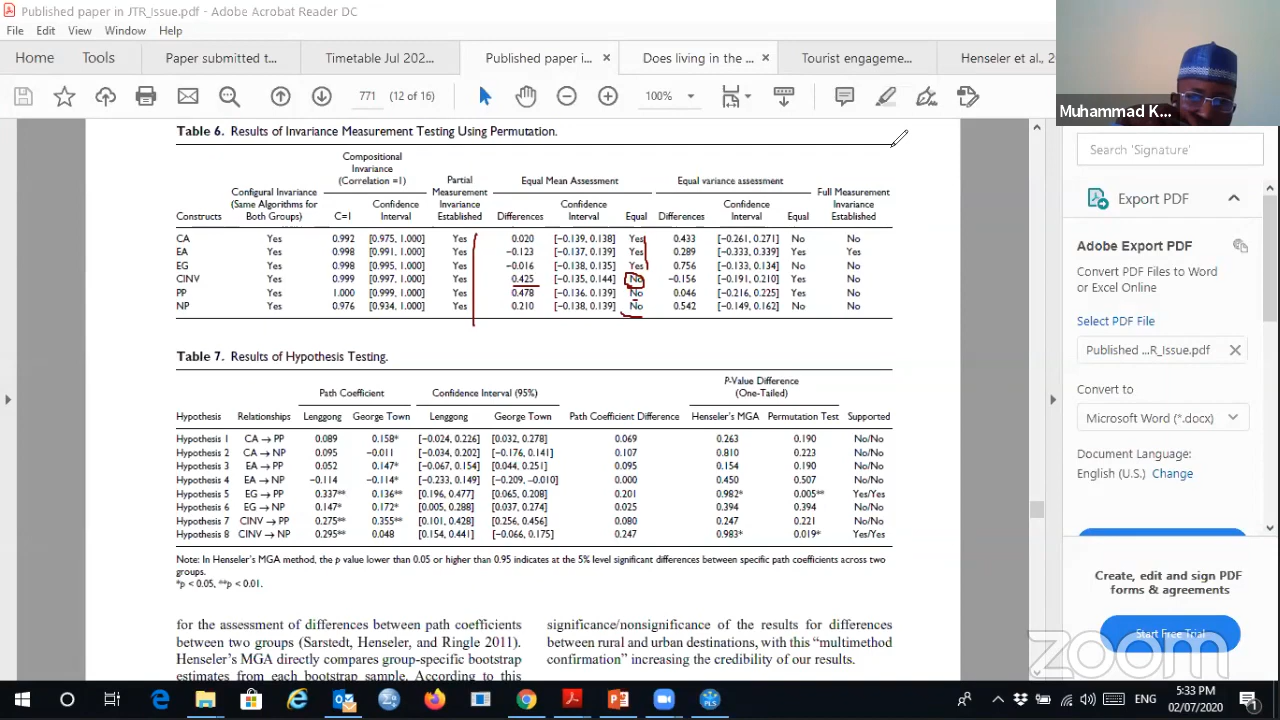 Published paper in JTR_Issue.pdf - Adobe Acrobat Reader DC
File Edit View Window Help
Home Tools Paper submitted t... Timetable Jul 202... Published paper i... × Does living in the ... × Tourist engageme... Henseler et al., 2
771 (12 of 16) 100%
Muhammad K...
Table 6. Results of Invariance Measurement Testing Using Permutation.
Constructs Configural Invariance (Same Algorithms for Both Groups) Compositional Invariance (Correlation =1) C=1 Confidence Interval Partial Measurement Invariance Established Equal Mean Assessment Differences Confidence Interval Equal Equal variance assessment Differences Confidence Interval Equal Full Measurement Invariance Established
CA Yes 0.992 [0.975, 1.000] Yes 0.020 [−0.139, 0.138] Yes 0.433 [−0.261, 0.271] No No
EA Yes 0.998 [0.991, 1.000] Yes −0.123 [−0.137, 0.139] Yes 0.289 [−0.333, 0.339] Yes Yes
EG Yes 0.998 [0.995, 1.000] Yes −0.016 [−0.138, 0.135] Yes 0.756 [−0.133, 0.134] No No
CINV Yes 0.999 [0.997, 1.000] Yes 0.425 [−0.135, 0.144] No −0.156 [−0.191, 0.210] Yes No
PP Yes 1.000 [0.999, 1.000] Yes 0.478 [−0.136, 0.139] No 0.046 [−0.216, 0.225] Yes No
NP Yes 0.976 [0.934, 1.000] Yes 0.210 [−0.138, 0.139] No 0.542 [−0.149, 0.162] No No
Table 7. Results of Hypothesis Testing.
Path Coefficient Confidence Interval (95%) P-Value Difference (One-Tailed)
Hypothesis Relationships Lenggong George Town Lenggong George Town Path Coefficient Difference Henseler's MGA Permutation Test Supported
Hypothesis 1 CA → PP 0.089 0.158* [−0.024, 0.226] [0.032, 0.278] 0.069 0.263 0.190 No/No
Hypothesis 2 CA → NP 0.095 −0.011 [−0.034, 0.202] [−0.176, 0.141] 0.107 0.810 0.223 No/No
Hypothesis 3 EA → PP 0.052 0.147* [−0.067, 0.154] [0.044, 0.251] 0.095 0.154 0.190 No/No
Hypothesis 4 EA → NP −0.114 −0.114* [−0.233, 0.149] [−0.209, −0.010] 0.000 0.450 0.507 No/No
Hypothesis 5 EG → PP 0.337** 0.136** [0.196, 0.477] [0.065, 0.208] 0.201 0.982* 0.005** Yes/Yes
Hypothesis 6 EG → NP 0.147* 0.172* [0.005, 0.288] [0.037, 0.274] 0.025 0.394 0.394 No/No
Hypothesis 7 CINV → PP 0.275** 0.355** [0.101, 0.428] [0.256, 0.456] 0.080 0.247 0.221 No/No
Hypothesis 8 CINV → NP 0.295** 0.048 [0.154, 0.441] [−0.066, 0.175] 0.247 0.983* 0.019* Yes/Yes
Note: In Henseler's MGA method, the p value lower than 0.05 or higher than 0.95 indicates at the 5% level significant differences between specific path coefficients across two
groups.
*p < 0.05, **p < 0.01.
for the assessment of differences between path coefficients
between two groups (Sarstedt, Henseler, and Ringle 2011).
Henseler's MGA directly compares group-specific bootstrap
estimates from each bootstrap sample. According to this
significance/nonsignificance of the results for differences
between rural and urban destinations, with this "multimethod
confirmation" increasing the credibility of our results.
Search 'Signature'
Export PDF
Adobe Export PDF
Convert PDF Files to Word
or Excel Online
Select PDF File
Published ...R_Issue.pdf ×
Convert to
Microsoft Word (*.docx)
Document Language:
English (U.S.) Change
Create, edit and sign PDF
forms & agreements
Start Free Trial
zoom
ENG
5:33 PM
02/07/2020
1